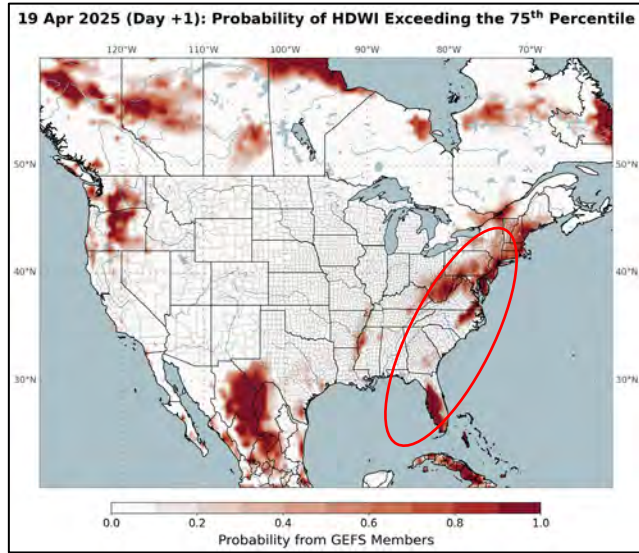 19 Apr 2025 (Day +1): Probability of HDWI Exceeding the 75th Percentile
120°W 110°W 100°W 90°W 80°W 70°W
50°N 50°N
40°N 40°N
30°N 30°N
0.0 0.2 0.4 0.6 0.8 1.0
Probability from GEFS Members